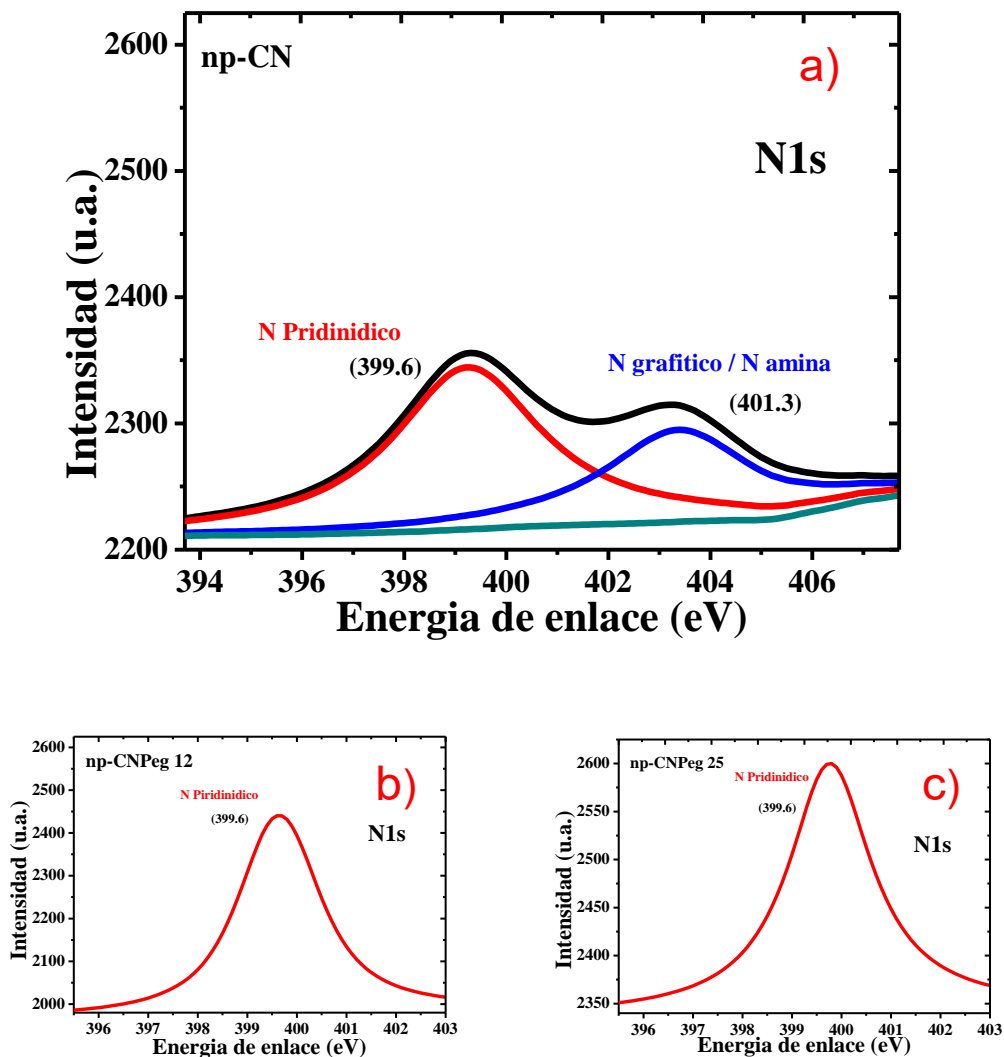 np-CN
a)
N1s
N Pridinidico
(399.6)
N grafitico / N amina
(401.3)
Intensidad (u.a.)
2600
2500
2400
2300
2200
394 396 398 400 402 404 406
Energia de enlace (eV)
np-CNPeg 12
b)
N Piridinidico
(399.6)
N1s
Intensidad (u.a.)
2600
2500
2400
2300
2200
2100
2000
396 397 398 399 400 401 402 403
Energia de enlace (eV)
np-CNPeg 25
c)
N Pridinidico
(399.6)
N1s
Intensidad (u.a.)
2600
2550
2500
2450
2400
2350
396 397 398 399 400 401 402 403
Energia de enlace (eV)